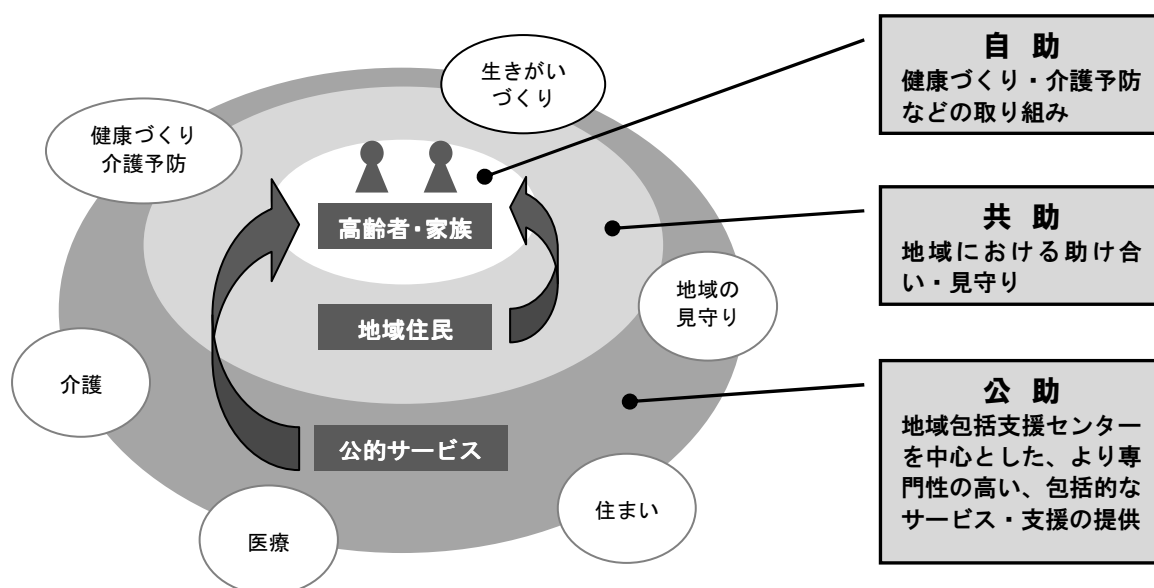 生きがい
づくり
健康づくり
介護予防
高齢者・家族
地域住民
地域の
見守り
介護
公的サービス
医療
住まい
自 助
健康づくり・介護予防
などの取り組み
共 助
地域における助け合
い・見守り
公 助
地域包括支援センター
を中心とした、より専
門性の高い、包括的な
サービス・支援の提供